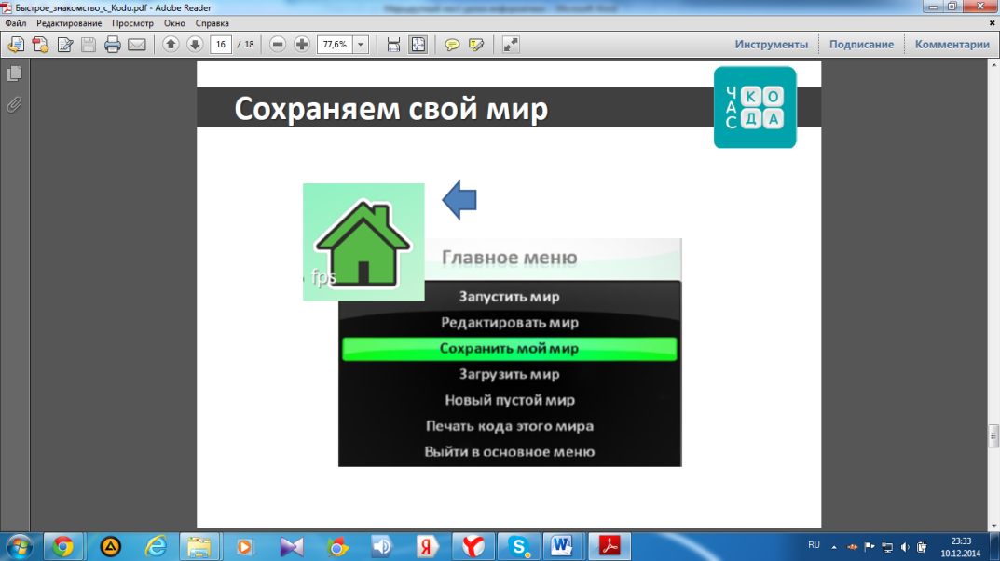 Быстрое_знакомство_с_Kodu.pdf - Adobe Reader
Файл Редактирование Просмотр Окно Справка
16 / 18 77,6% Инструменты Подписание Комментарии
Сохраняем свой мир
ЧАС
КОДА
fps
Главное меню
Запустить мир
Редактировать мир
Сохранить мой мир
Загрузить мир
Новый пустой мир
Печать кода этого мира
Выйти в основное меню
RU
23:33
10.12.2014